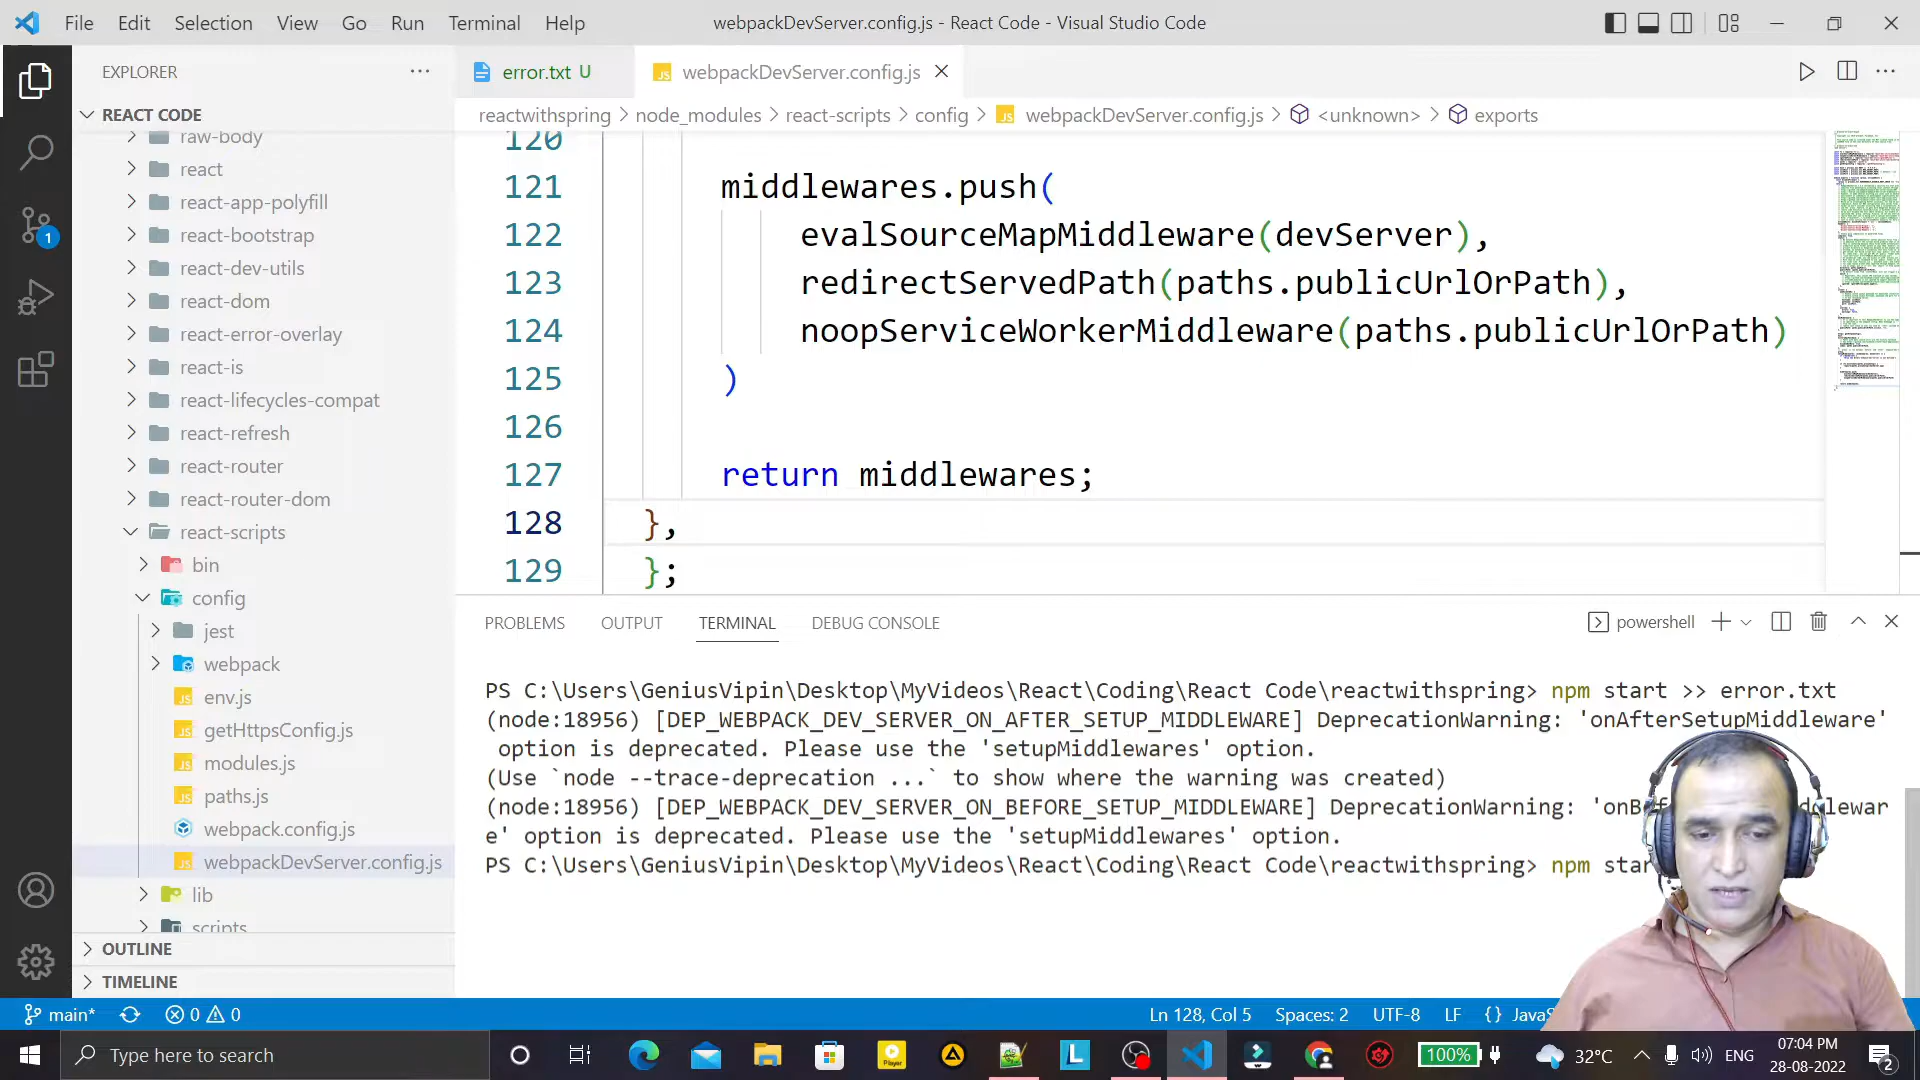 File Edit Selection View Go Run Terminal Help
webpackDevServer.config.js - React Code - Visual Studio Code
EXPLORER
error.txt U
webpackDevServer.config.js
REACT CODE
reactwithspring > node_modules > react-scripts > config > webpackDevServer.config.js > <unknown> > exports
raw-body
react
react-app-polyfill
react-bootstrap
react-dev-utils
react-dom
react-error-overlay
react-is
react-lifecycles-compat
react-refresh
react-router
react-router-dom
react-scripts
bin
config
jest
webpack
env.js
getHttpsConfig.js
modules.js
paths.js
webpack.config.js
webpackDevServer.config.js
lib
scripts
OUTLINE
TIMELINE
1
120
121 middlewares.push(
122 evalSourceMapMiddleware(devServer),
123 redirectServedPath(paths.publicUrlOrPath),
124 noopServiceWorkerMiddleware(paths.publicUrlOrPath)
125 )
126
127 return middlewares;
128 },
129 };
PROBLEMS OUTPUT TERMINAL DEBUG CONSOLE
powershell
PS C:\Users\GeniusVipin\Desktop\MyVideos\React\Coding\React Code\reactwithspring> npm start >> error.txt
(node:18956) [DEP_WEBPACK_DEV_SERVER_ON_AFTER_SETUP_MIDDLEWARE] DeprecationWarning: 'onAfterSetupMiddleware'
option is deprecated. Please use the 'setupMiddlewares' option.
(Use `node --trace-deprecation ...` to show where the warning was created)
(node:18956) [DEP_WEBPACK_DEV_SERVER_ON_BEFORE_SETUP_MIDDLEWARE] DeprecationWarning:
e' option is deprecated. Please use the 'setupMiddlewares' option.
PS C:\Users\GeniusVipin\Desktop\MyVideos\React\Coding\React Code\reactwithspring> npm
main* 0 0
Ln 128, Col 5 Spaces: 2 UTF-8 LF {}
Type here to search
Player
L
100%
32°C
ENG
07:04 PM
28-08-2022
2